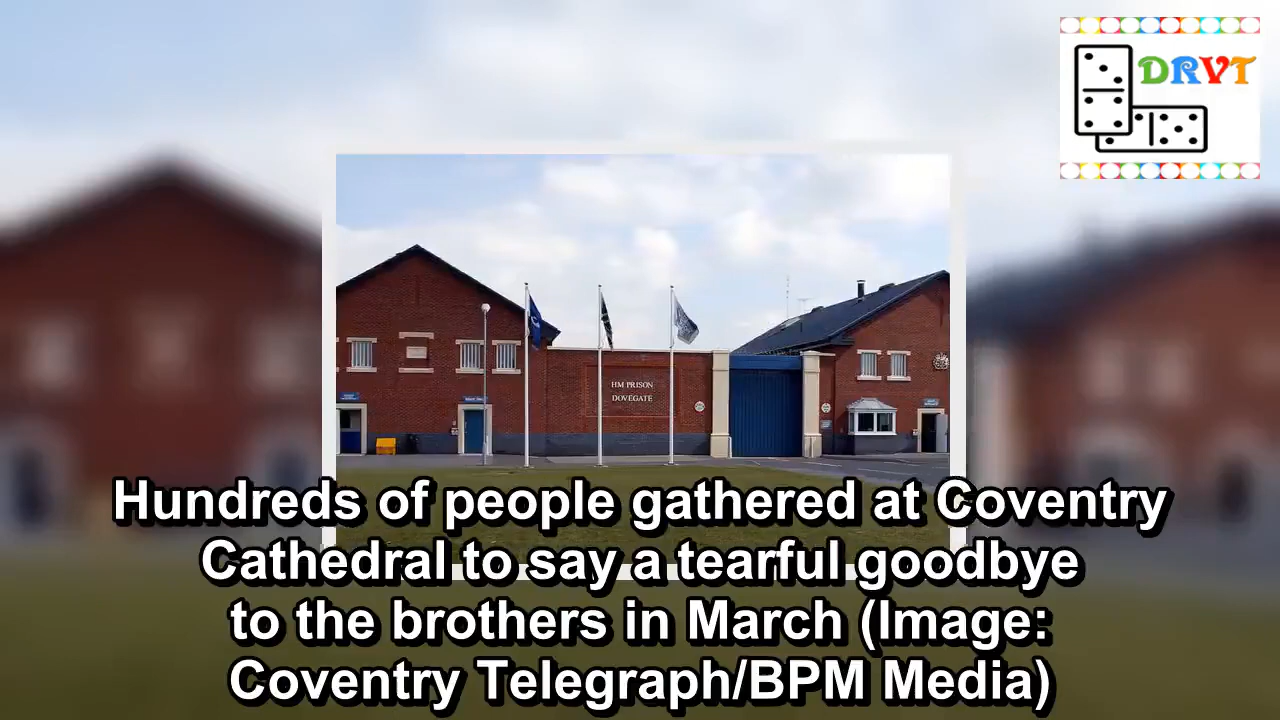 DRVT
HM PRISON
DOVEGATE
Hundreds of people gathered at Coventry
Cathedral to say a tearful goodbye
to the brothers in March (Image:
Coventry Telegraph/BPM Media)